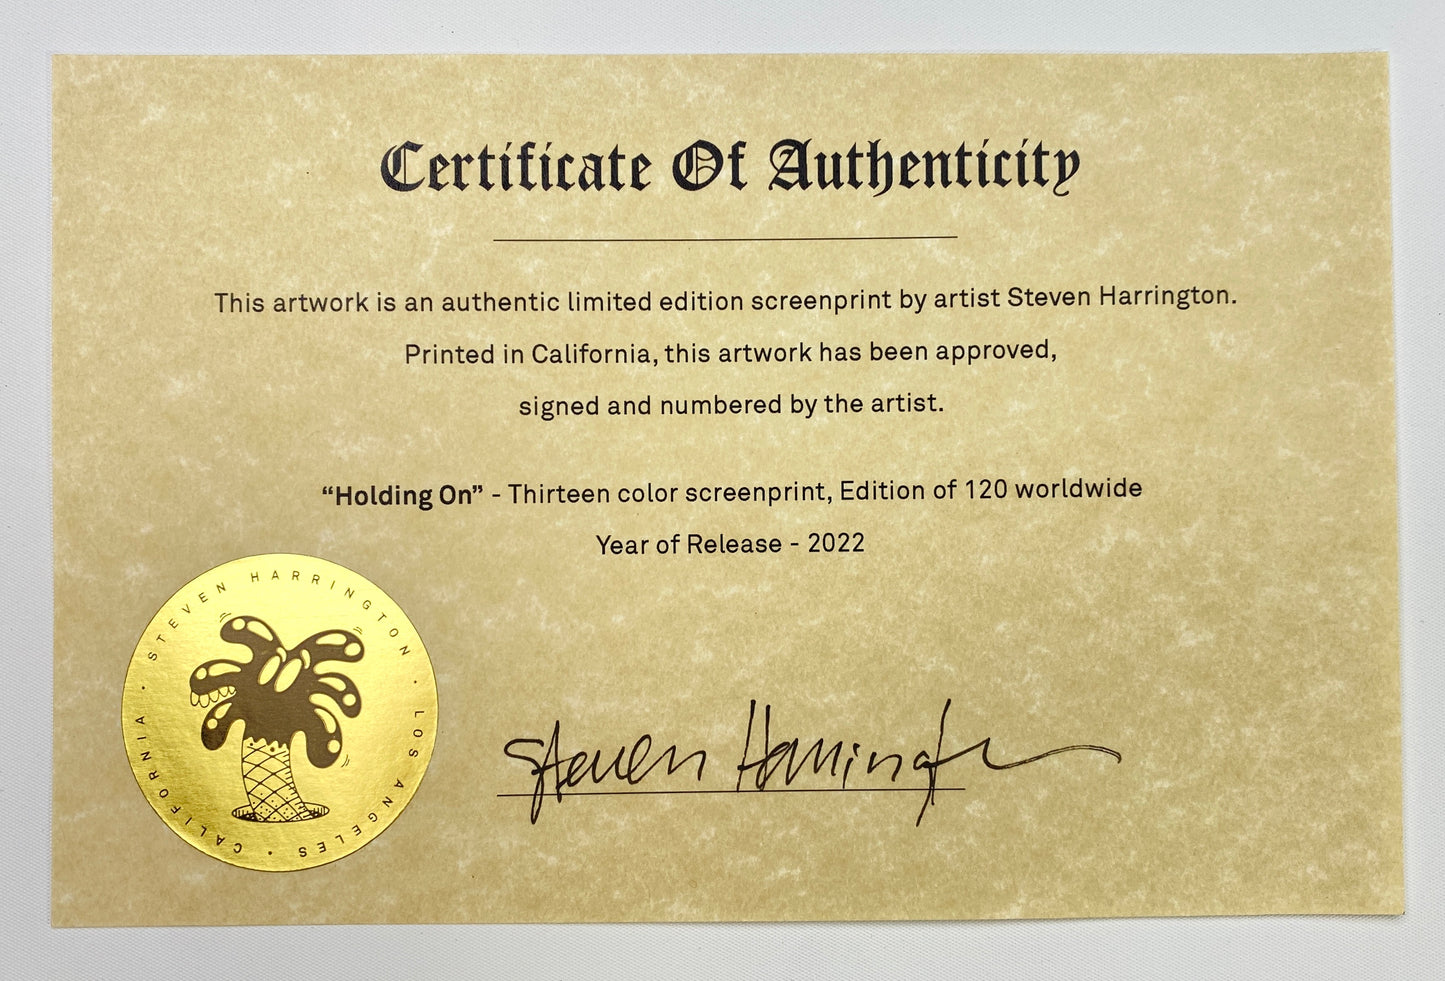 Certificate Of Authenticity
This artwork is an authentic limited edition screenprint by artist Steven Harrington.
Printed in California, this artwork has been approved,
signed and numbered by the artist.
“Holding On” - Thirteen color screenprint, Edition of 120 worldwide
Year of Release - 2022
STEVEN HARRINGTON · LOS ANGELES · CALIFORNIA ·
Steven Harrington